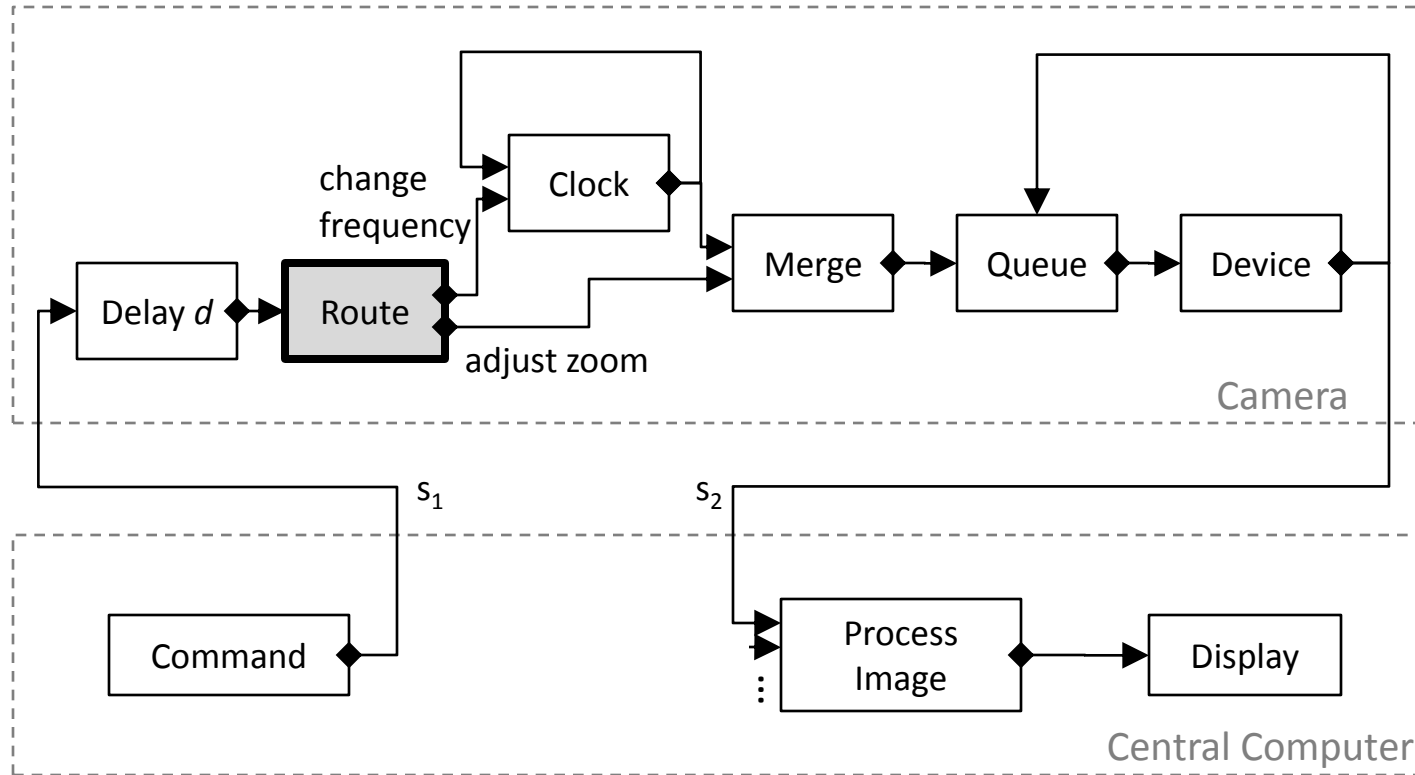 change
frequency
Clock
Merge
Queue
Device
Delay d
Route
adjust zoom
Camera
s₁
s₂
Command
Process
Image
...
Display
Central Computer